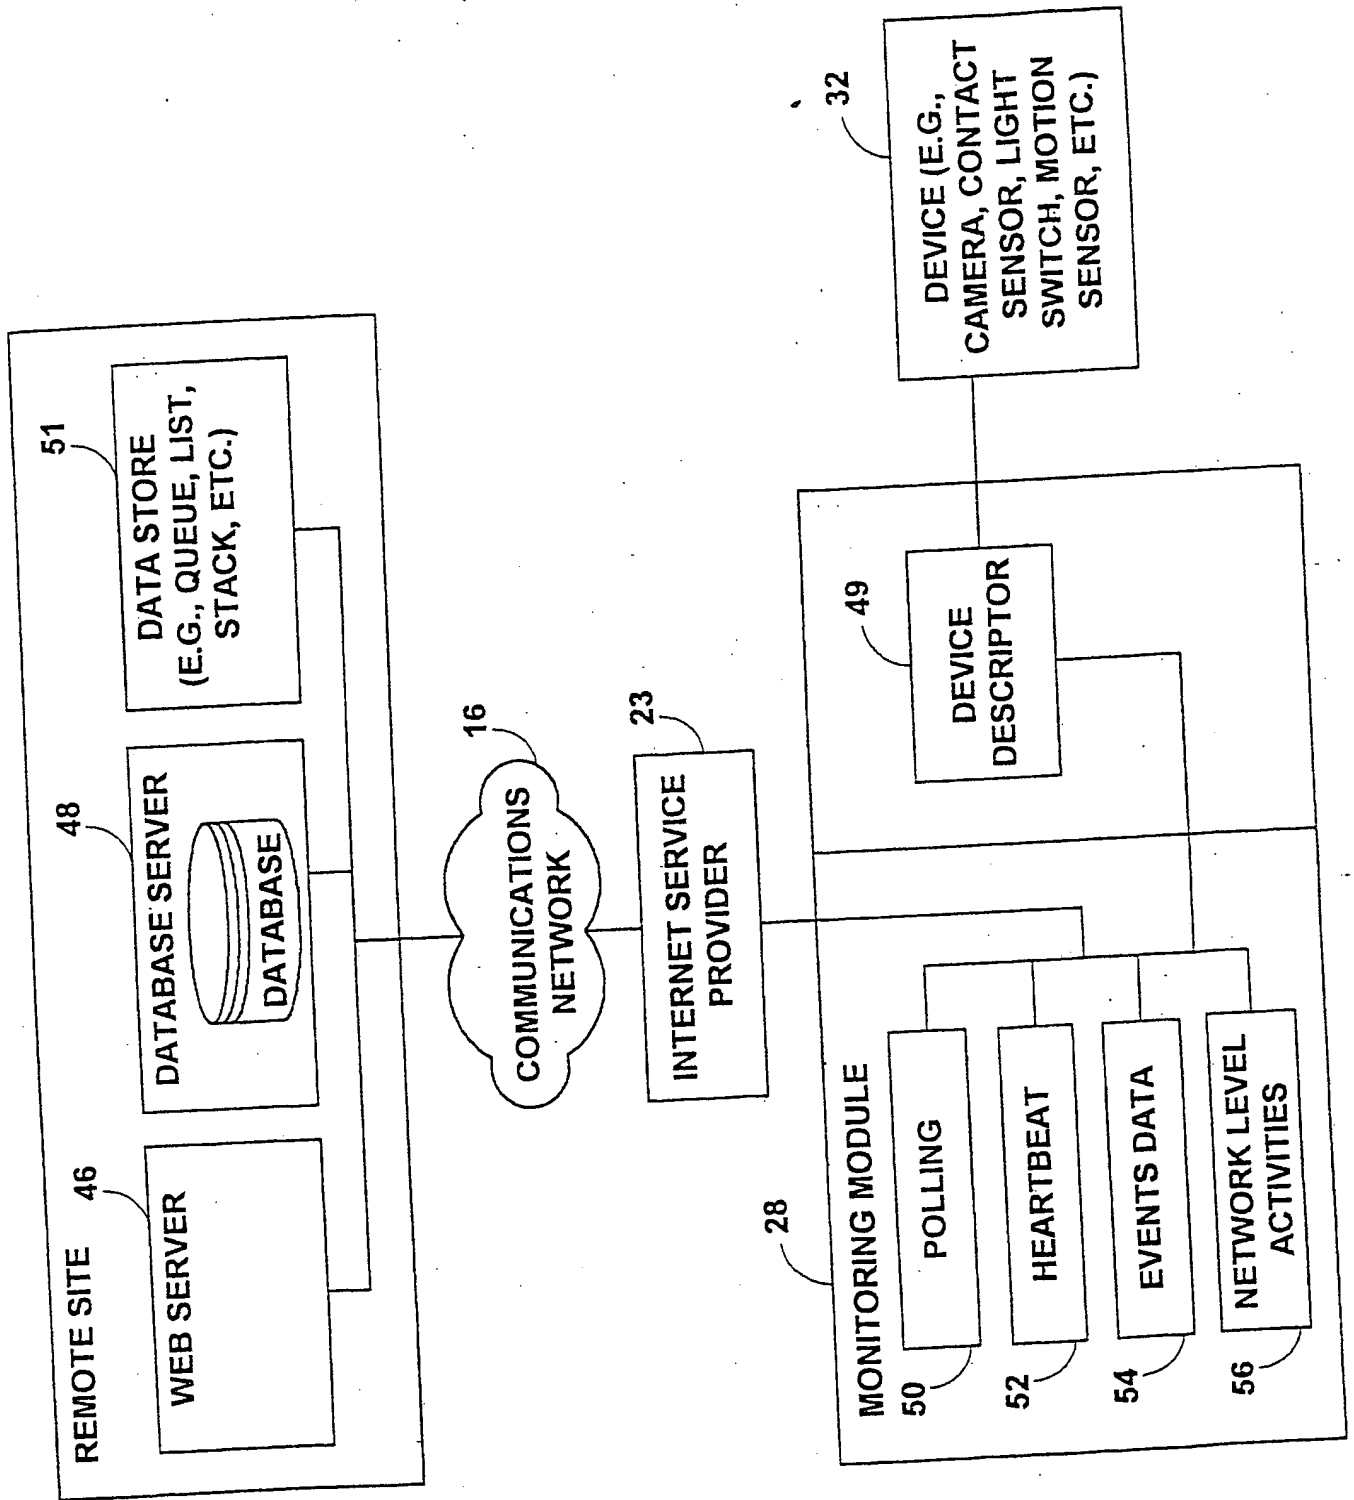 REMOTE SITE
46
WEB SERVER
48
DATABASE SERVER
DATABASE
51
DATA STORE
(E.G., QUEUE, LIST,
STACK, ETC.)
16
COMMUNICATIONS
NETWORK
23
INTERNET SERVICE
PROVIDER
28
MONITORING MODULE
50
POLLING
52
HEARTBEAT
54
EVENTS DATA
56
NETWORK LEVEL
ACTIVITIES
49
DEVICE
DESCRIPTOR
32
DEVICE (E.G.,
CAMERA, CONTACT
SENSOR, LIGHT
SWITCH, MOTION
SENSOR, ETC.)